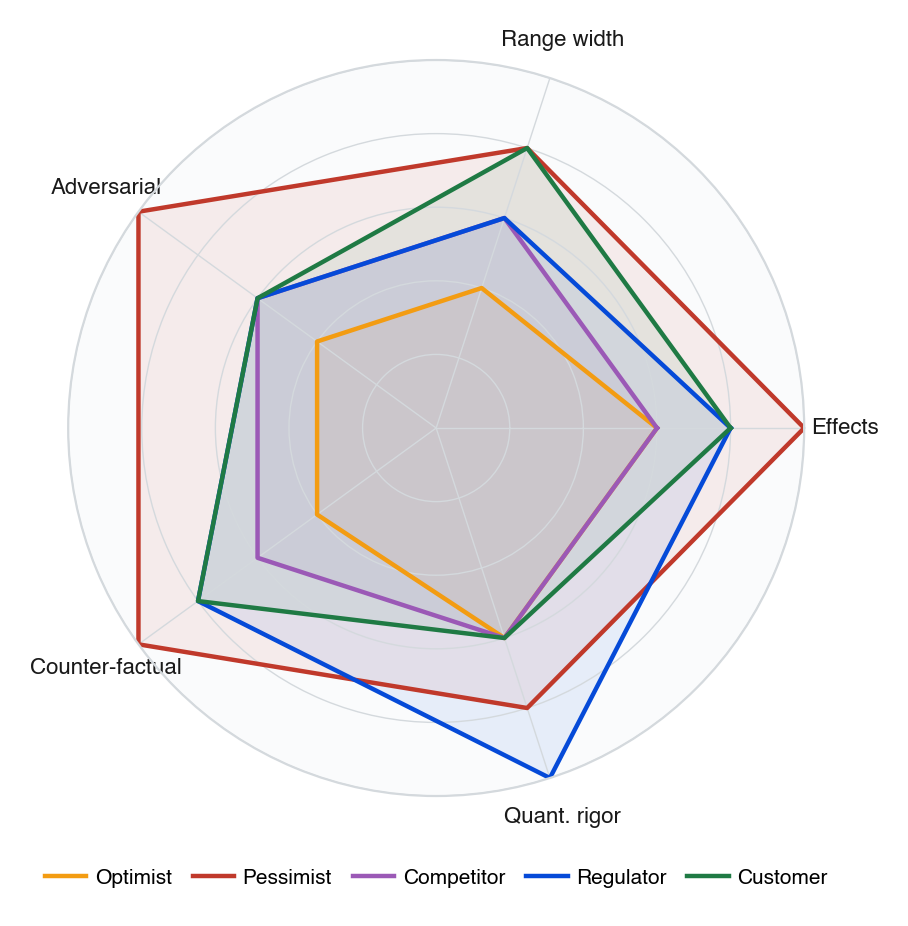 Range width
Adversarial
Effects
Counter-factual
Quant. rigor
Optimist Pessimist Competitor Regulator Customer